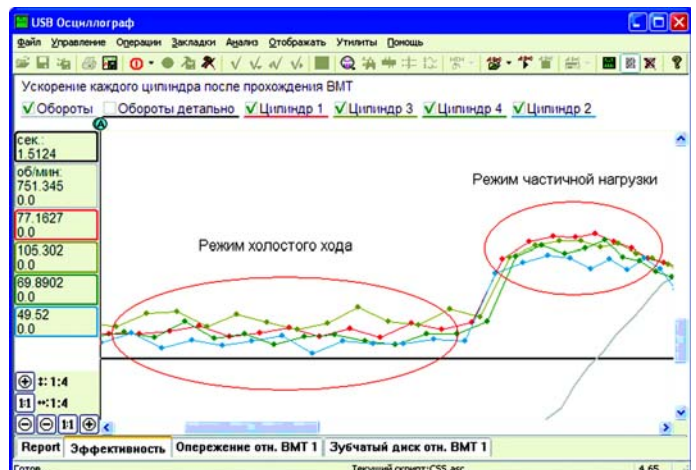 USB Осциллограф
Файл Управление Операции Закладки Анализ Отображать Утилиты Помощь
Ускорение каждого цилиндра после прохождения ВМТ
Обороты Обороты детально Цилиндр 1 Цилиндр 3 Цилиндр 4 Цилиндр 2
A
сек.:
1.5124
об/мин:
751.345
0.0
77.1627
0.0
105.302
0.0
69.8902
0.0
49.52
0.0
Режим частичной нагрузки
Режим холостого хода
1:4
1:1 1:4
1:1
Report Эффективность Опережение отн. ВМТ 1 Зубчатый диск отн. ВМТ 1
Готов Текущий скрипт:CSS.asc 4.65